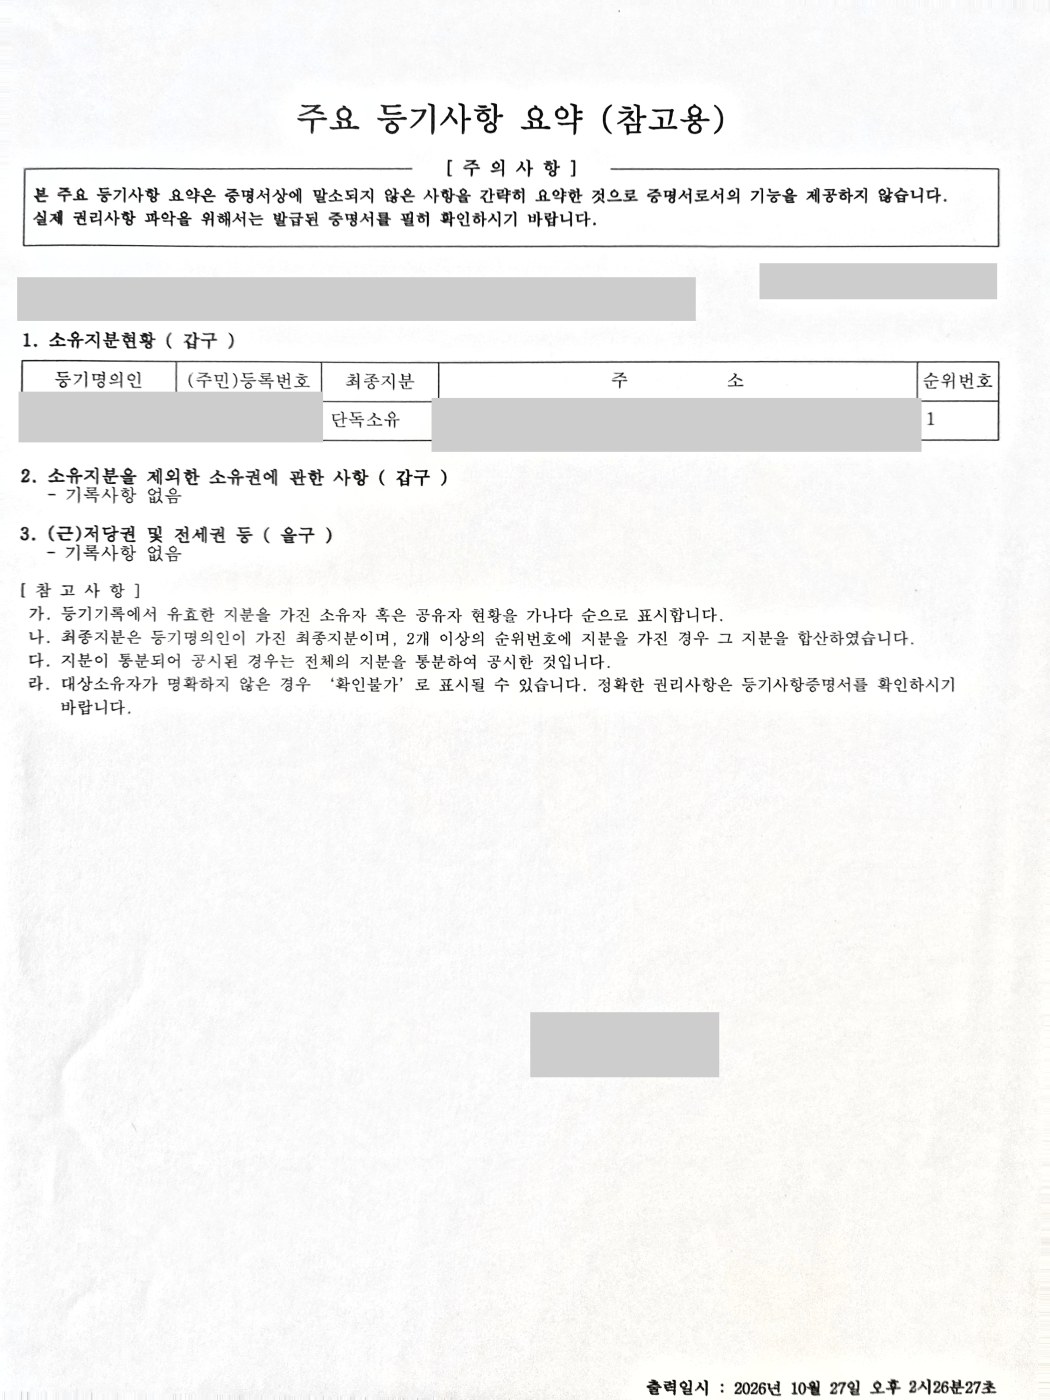 주요 등기사항 요약 (참고용)
[ 주 의 사 항 ]
본 주요 등기사항 요약은 증명서상에 말소되지 않은 사항을 간략히 요약한 것으로 증명서로서의 기능을 제공하지 않습니다.
실제 권리사항 파악을 위해서는 발급된 증명서를 필히 확인하시기 바랍니다.
1. 소유지분현황 ( 갑구 )
등기명의인 (주민)등록번호 최종지분 주 소 순위번호
단독소유 1
2. 소유지분을 제외한 소유권에 관한 사항 ( 갑구 )
- 기록사항 없음
3. (근)저당권 및 전세권 등 ( 을구 )
- 기록사항 없음
[ 참 고 사 항 ]
가. 등기기록에서 유효한 지분을 가진 소유자 혹은 공유자 현황을 가나다 순으로 표시합니다.
나. 최종지분은 등기명의인이 가진 최종지분이며, 2개 이상의 순위번호에 지분을 가진 경우 그 지분을 합산하였습니다.
다. 지분이 통분되어 공시된 경우는 전체의 지분을 통분하여 공시한 것입니다.
라. 대상소유자가 명확하지 않은 경우 ‘확인불가’ 로 표시될 수 있습니다. 정확한 권리사항은 등기사항증명서를 확인하시기
바랍니다.
출력일시 : 2026년 10월 27일 오후 2시26분27초